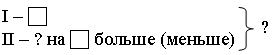 I – □
II – ? на □ больше (меньше)
?